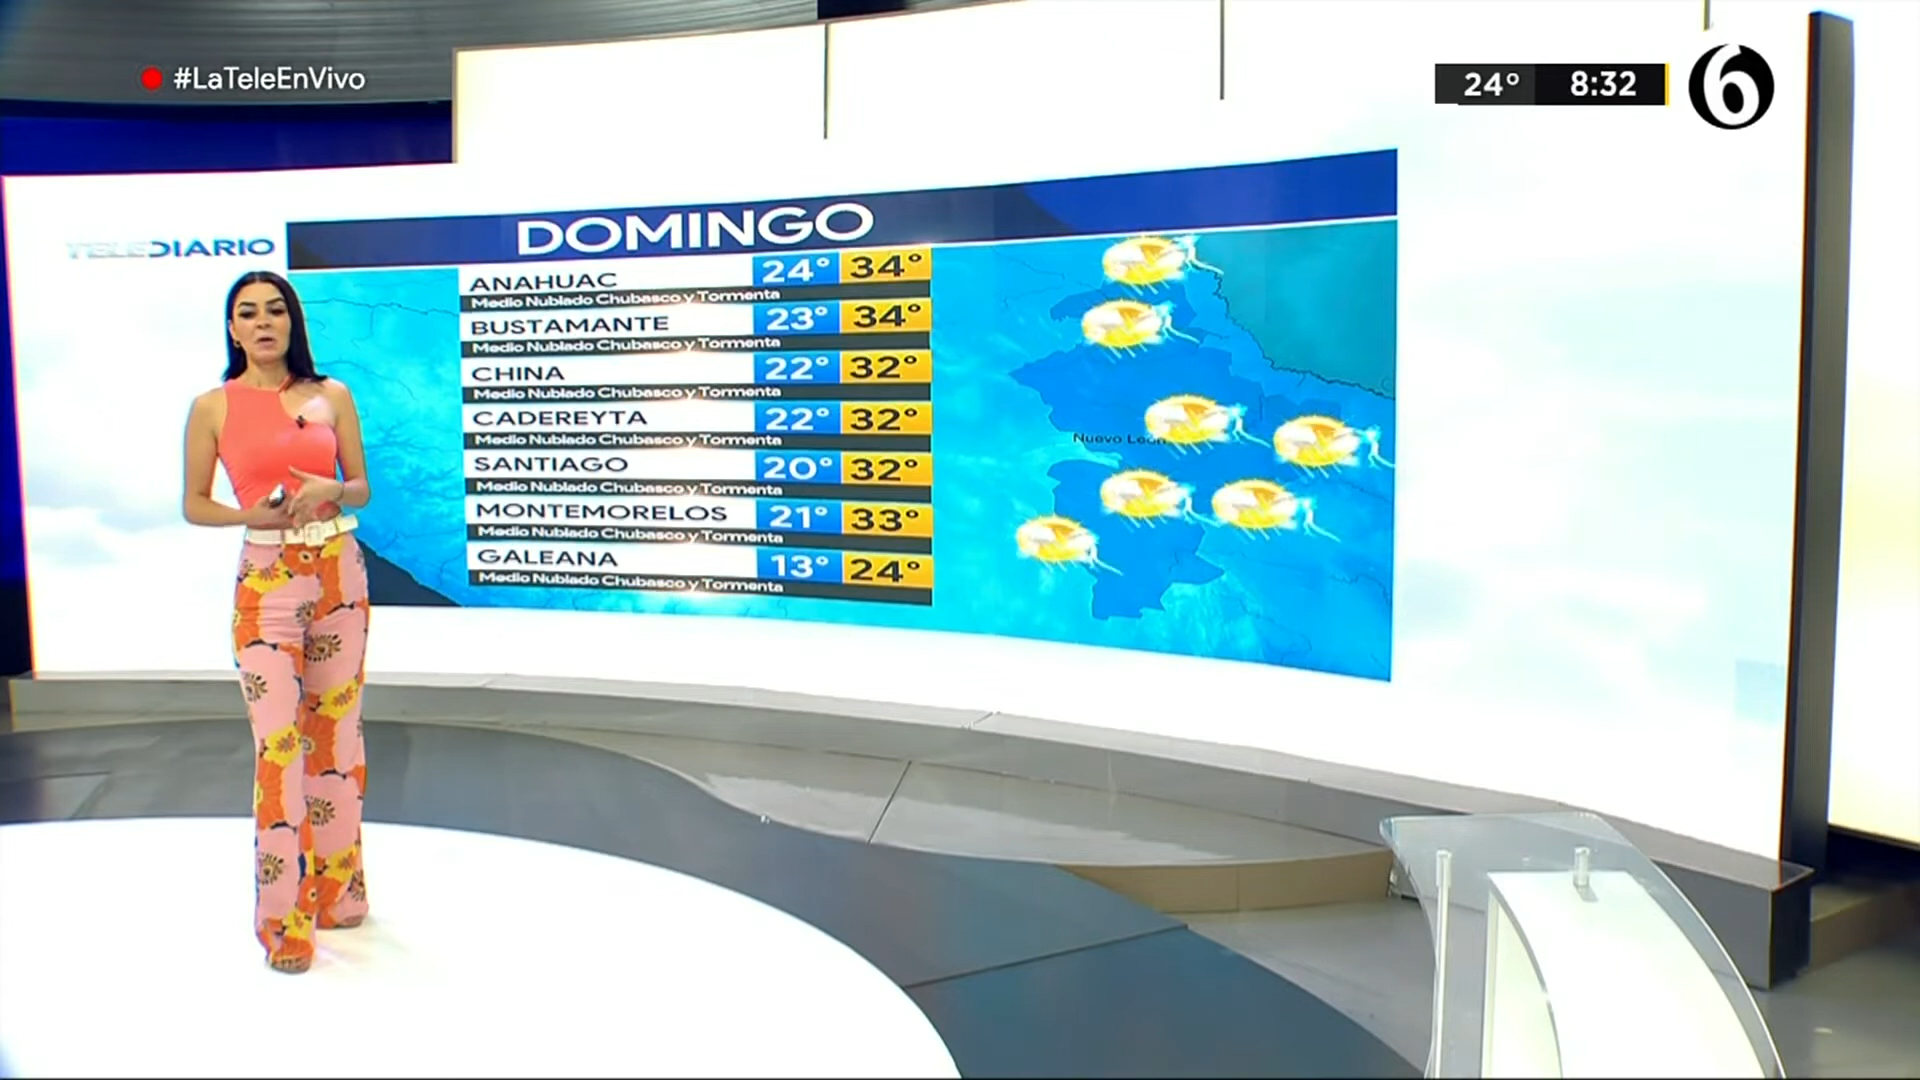 #LaTeleEnVivo
24° 8:32
6
TELEDIARIO
DOMINGO
ANAHUAC 24° 34°
Medio Nublado Chubasco y Tormenta
BUSTAMANTE 23° 34°
Medio Nublado Chubasco y Tormenta
CHINA 22° 32°
Medio Nublado Chubasco y Tormenta
CADEREYTA 22° 32°
Medio Nublado Chubasco y Tormenta
SANTIAGO 20° 32°
Medio Nublado Chubasco y Tormenta
MONTEMORELOS 21° 33°
Medio Nublado Chubasco y Tormenta
GALEANA 13° 24°
Medio Nublado Chubasco y Tormenta
Nuevo León